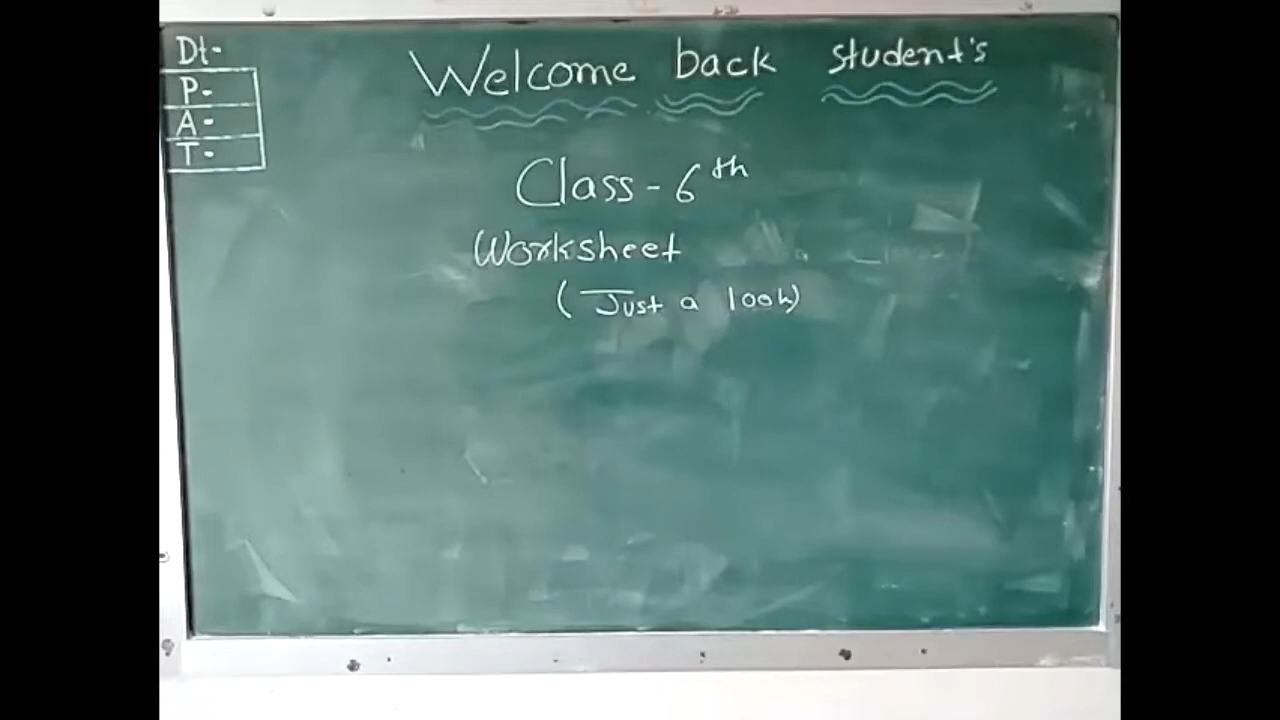 Dt-
P-
A-
T-
Welcome back student's
Class - 6th
Worksheet
(Just a look)